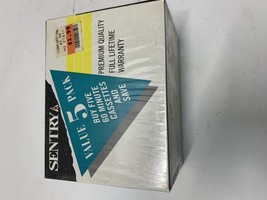 SENTRY
VALUE 5 PACK
BUY FIVE
60 MINUTE
CASSETTES
AND
SAVE
PREMIUM QUALITY
FULL LIFETIME
WARRANTY